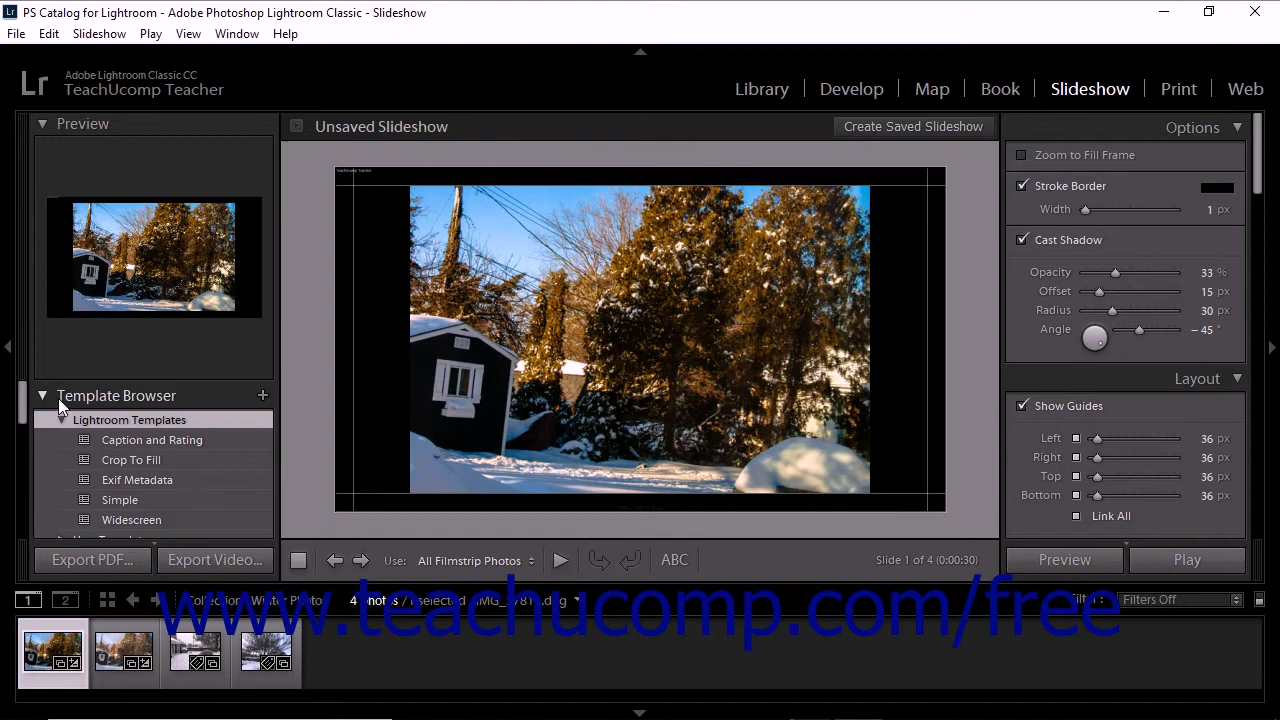 Lr PS Catalog for Lightroom - Adobe Photoshop Lightroom Classic - Slideshow
File Edit Slideshow Play View Window Help
Lr Adobe Lightroom Classic CC
TeachUcomp Teacher
Library | Develop | Map | Book | Slideshow | Print | Web
Preview
Unsaved Slideshow
Create Saved Slideshow
Options
Zoom to Fill Frame
Stroke Border
Width 1 px
Cast Shadow
Opacity 33 %
Offset 15 px
Radius 30 px
Angle - 45 °
TeachUcomp Teacher
Template Browser +
Lightroom Templates
Caption and Rating
Crop To Fill
Exif Metadata
Simple
Widescreen
Layout
Show Guides
Left 36 px
Right 36 px
Top 36 px
Bottom 36 px
Link All
Export PDF...
Export Video...
Use: All Filmstrip Photos
ABC
Slide 1 of 4 (0:00:30)
Preview
Play
1 2
4 photos /
Filters Off
www.teachucomp.com/free